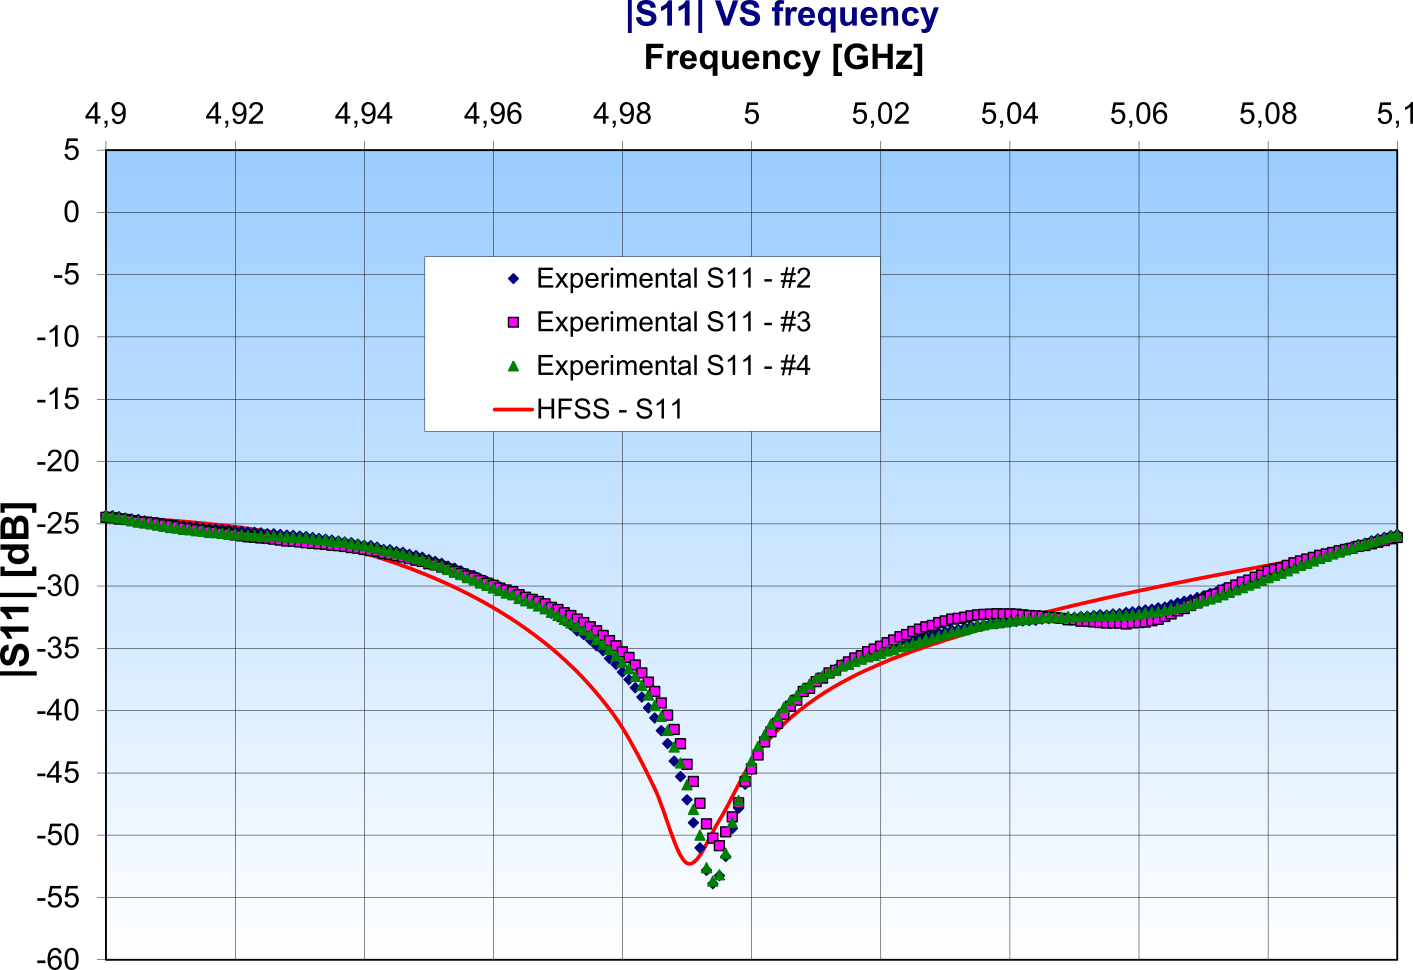 |S11| VS frequency
Frequency [GHz]
4,9 4,92 4,94 4,96 4,98 5 5,02 5,04 5,06 5,08 5,1
5
0
-5
-10
-15
-20
-25
-30
-35
-40
-45
-50
-55
-60
|S11| [dB]
Experimental S11 - #2
Experimental S11 - #3
Experimental S11 - #4
HFSS - S11